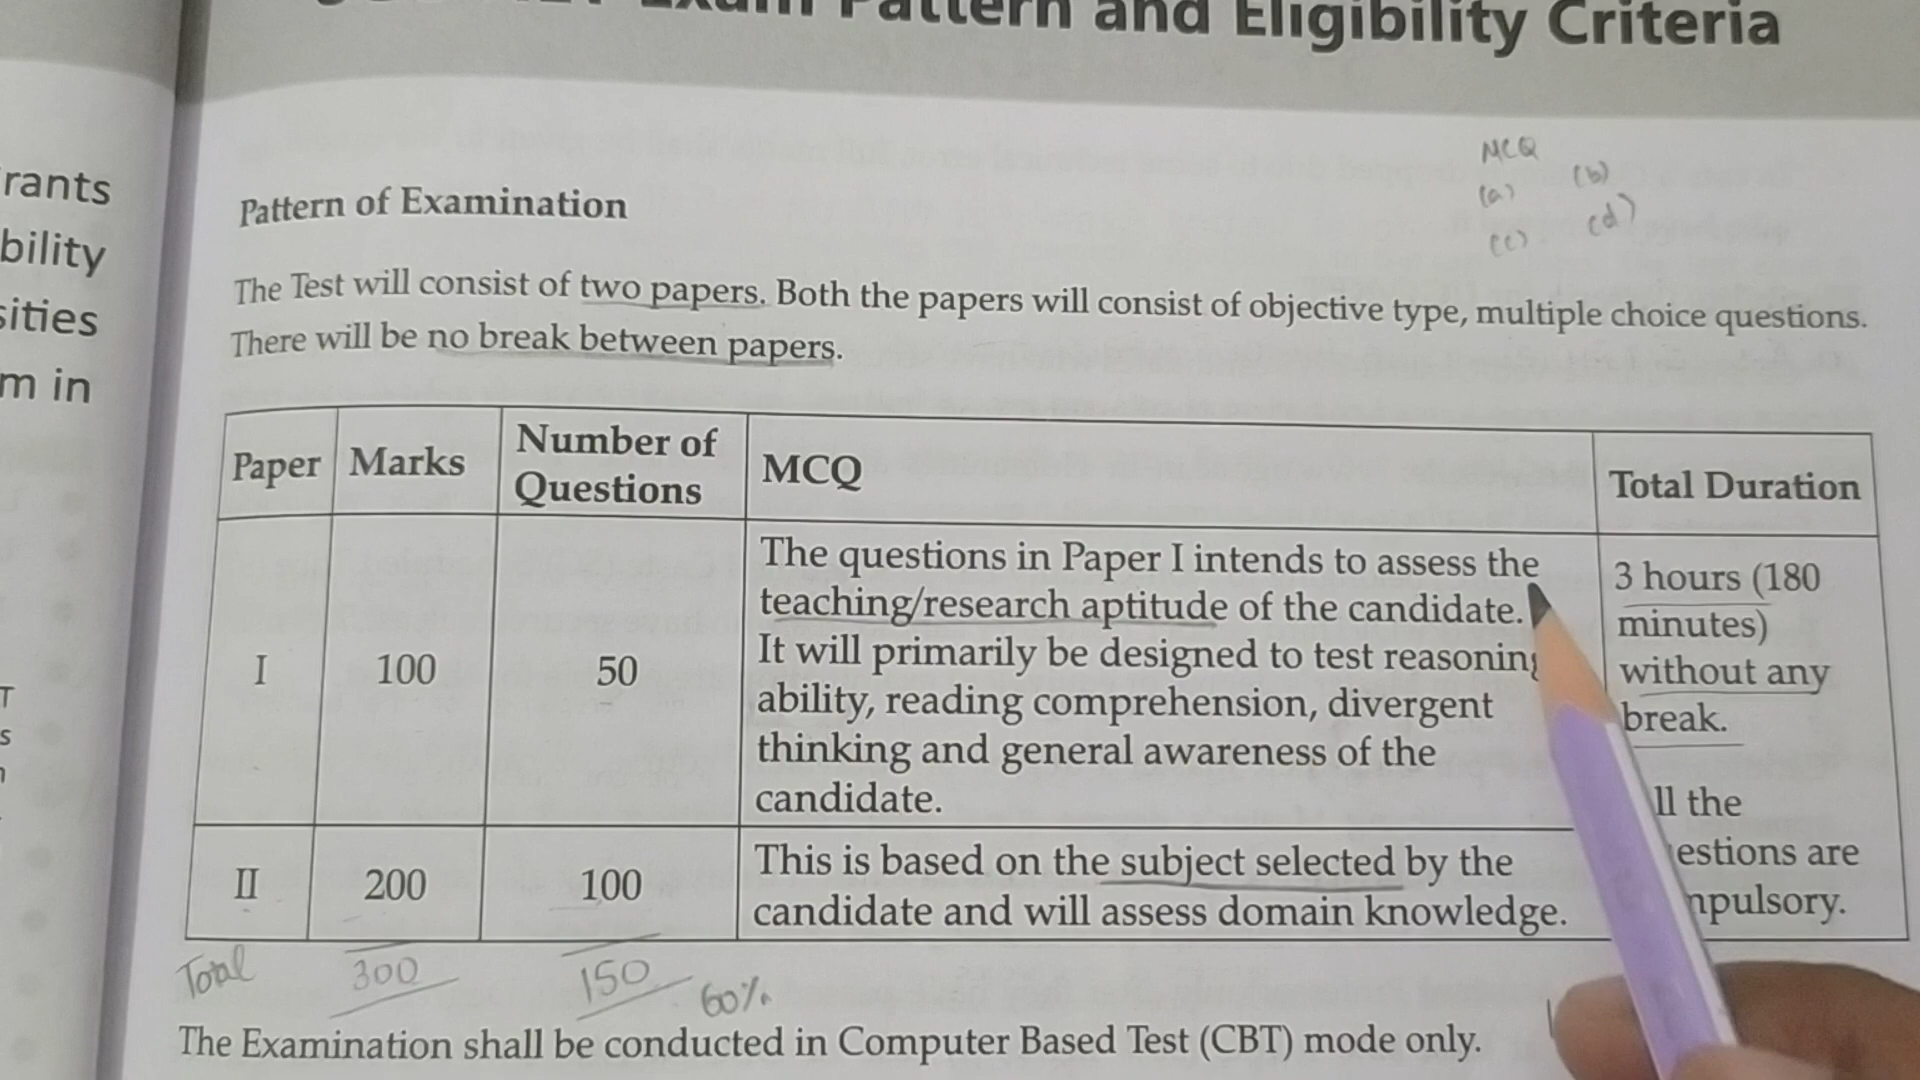 Exam Pattern and Eligibility Criteria
rants
bility
sities
m in
MCQ
(a) (b)
(c) (d)
Pattern of Examination
The Test will consist of two papers. Both the papers will consist of objective type, multiple choice questions.
There will be no break between papers.
Paper Marks Number of Questions MCQ Total Duration
I 100 50
The questions in Paper I intends to assess the
teaching/research aptitude of the candidate.
It will primarily be designed to test reasoning
ability, reading comprehension, divergent
thinking and general awareness of the
candidate.
3 hours (180
minutes)
without any
break.
ll the
estions are
mpulsory.
II 200 100
This is based on the subject selected by the
candidate and will assess domain knowledge.
Total 300 150 60%
The Examination shall be conducted in Computer Based Test (CBT) mode only.